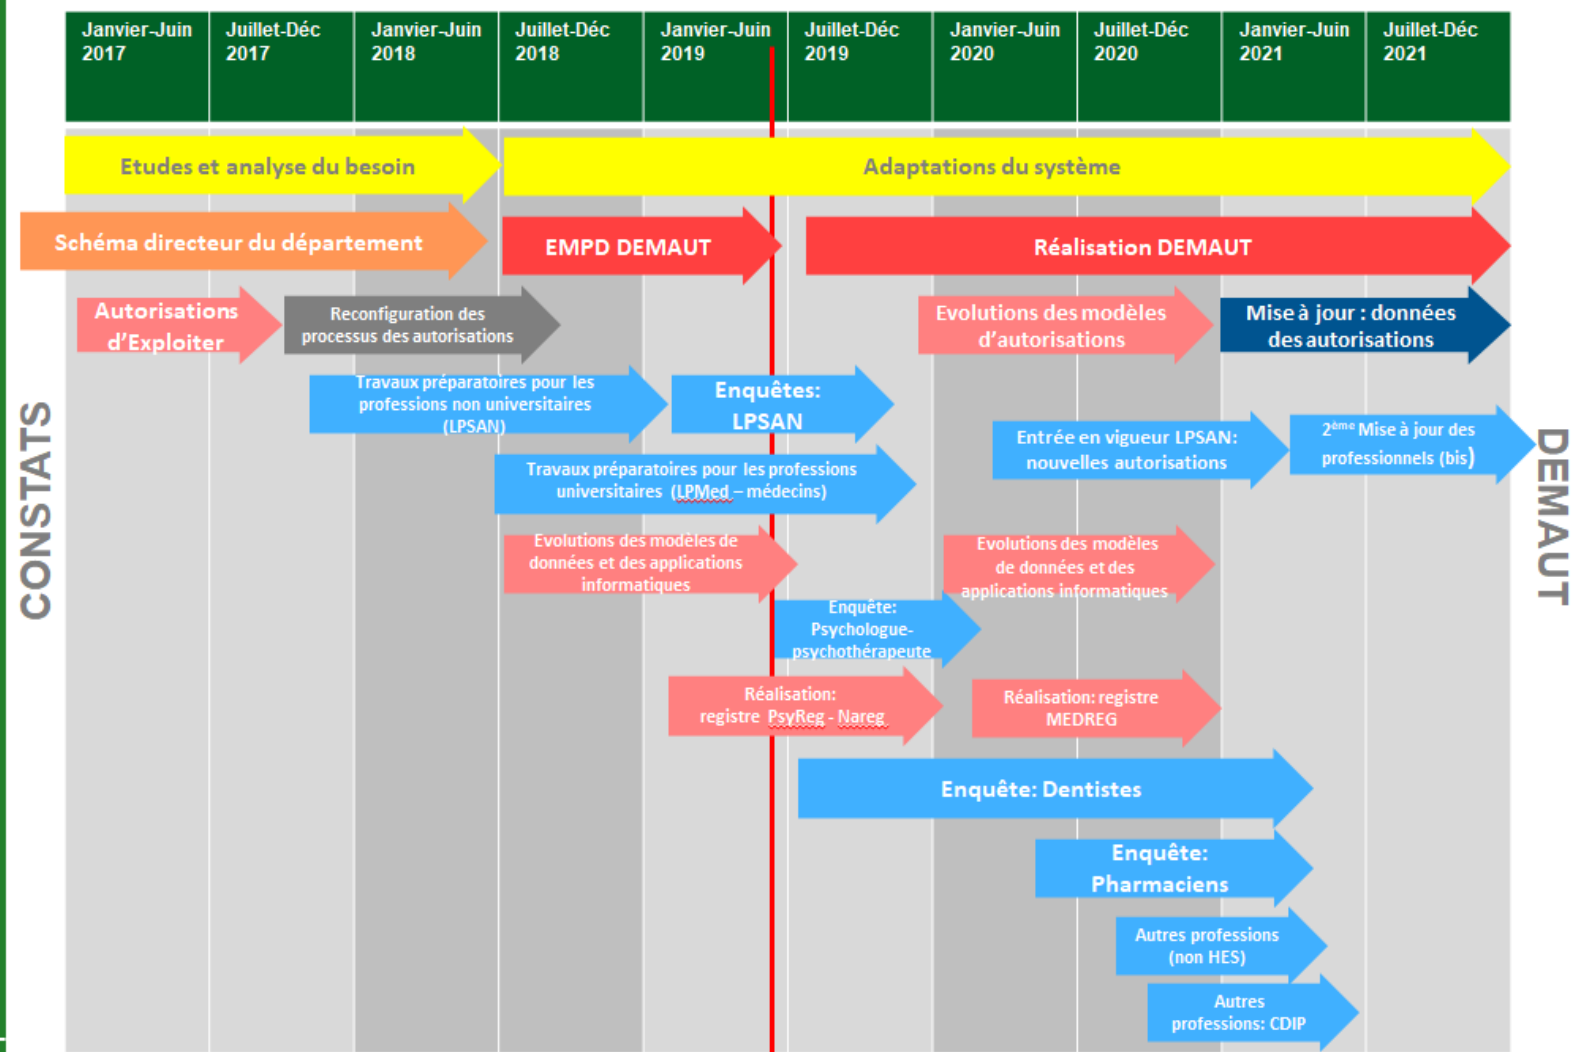 Janvier-Juin
2017
Juillet-Déc
2017
Janvier-Juin
2018
Juillet-Déc
2018
Janvier-Juin
2019
Juillet-Déc
2019
Janvier-Juin
2020
Juillet-Déc
2020
Janvier-Juin
2021
Juillet-Déc
2021
Etudes et analyse du besoin
Adaptations du système
Schéma directeur du département
EMPD DEMAUT
Réalisation DEMAUT
Autorisations
d'Exploiter
Reconfiguration des
processus des autorisations
Evolutions des modèles
d'autorisations
Mise à jour : données
des autorisations
Travaux préparatoires pour les
professions non universitaires
(LPSAN)
Enquêtes:
LPSAN
Entrée en vigueur LPSAN:
nouvelles autorisations
2ème Mise à jour des
professionnels (bis)
CONSTATS
DEMAUT
Travaux préparatoires pour les professions
universitaires (LPMed – médecins)
Evolutions des modèles de
données et des applications
informatiques
Evolutions des modèles
de données et des
applications informatiques
Enquête:
Psychologue-
psychothérapeute
Réalisation:
registre PsyReg - Nareg
Réalisation: registre
MEDREG
Enquête: Dentistes
Enquête:
Pharmaciens
Autres professions
(non HES)
Autres
professions: CDIP